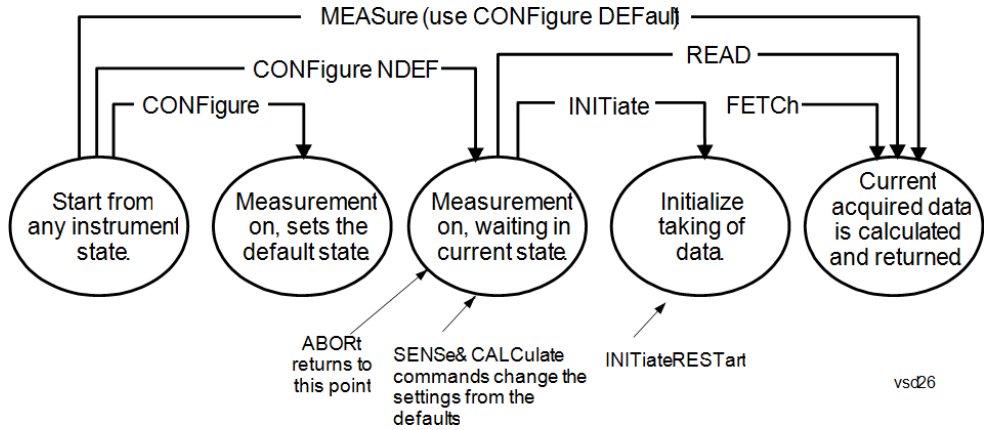 MEASure (use CONFigure DEFault)
CONFigure NDEF
READ
CONFigure
INITiate
FETCh
Start from
any instrument
state.
Measurement
on, sets the
default state.
Measurement
on, waiting in
current state.
Initialize
taking of
data.
Current
acquired data
is calculated
and returned.
ABORt
returns to
this point
SENSe& CALCulate
commands change the
settings from the
defaults
INITiateRESTart
vsd26